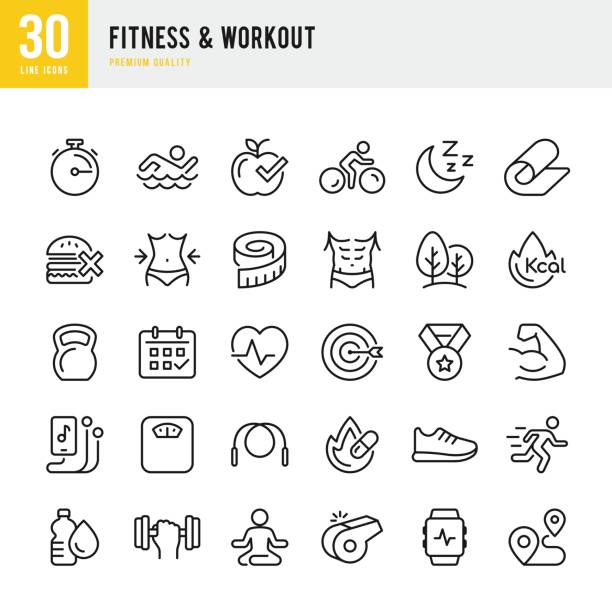 30
LINE ICONS
FITNESS & WORKOUT
PREMIUM QUALITY
z z z
Kcal